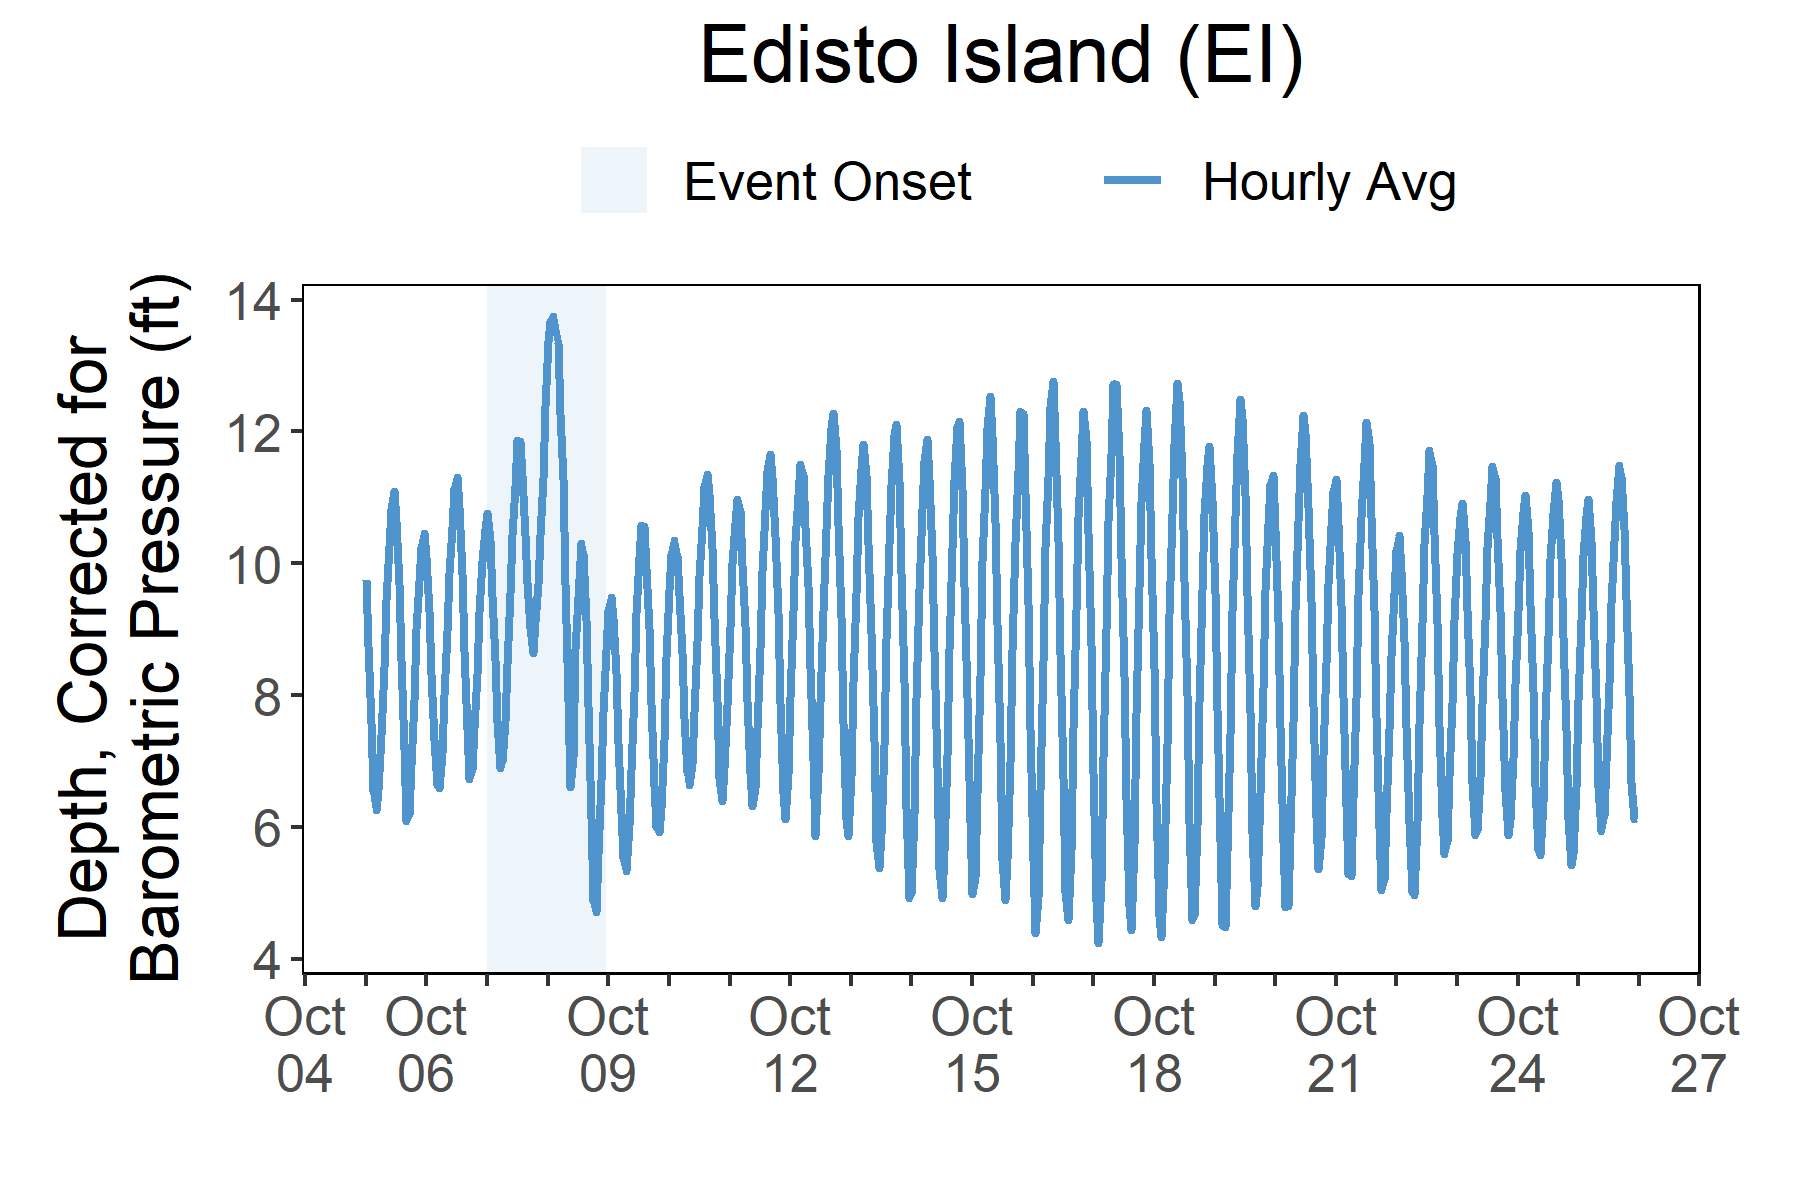 Edisto Island (EI)
Event Onset
Hourly Avg
Depth, Corrected for
Barometric Pressure (ft)
14
12
10
8
6
4
Oct Oct Oct Oct Oct Oct Oct Oct Oct
04 06 09 12 15 18 21 24 27